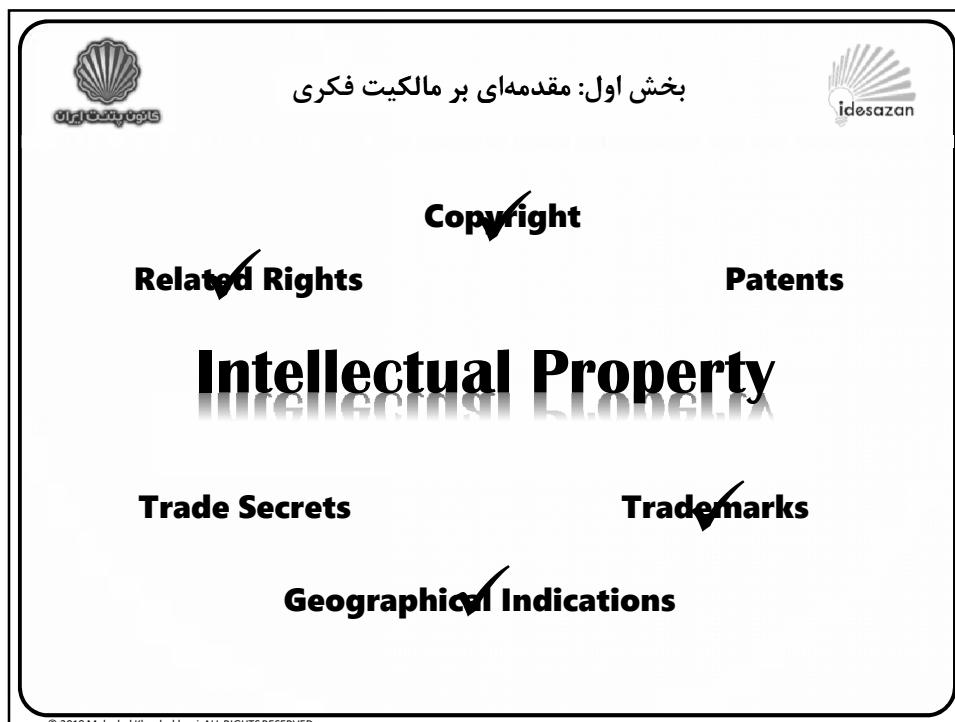 کانون پتنت ایران
بخش اول: مقدمه‌ای بر مالکیت فکری
idesazan
Copyright
Related Rights
Patents
Intellectual Property
Trade Secrets
Trademarks
Geographical Indications